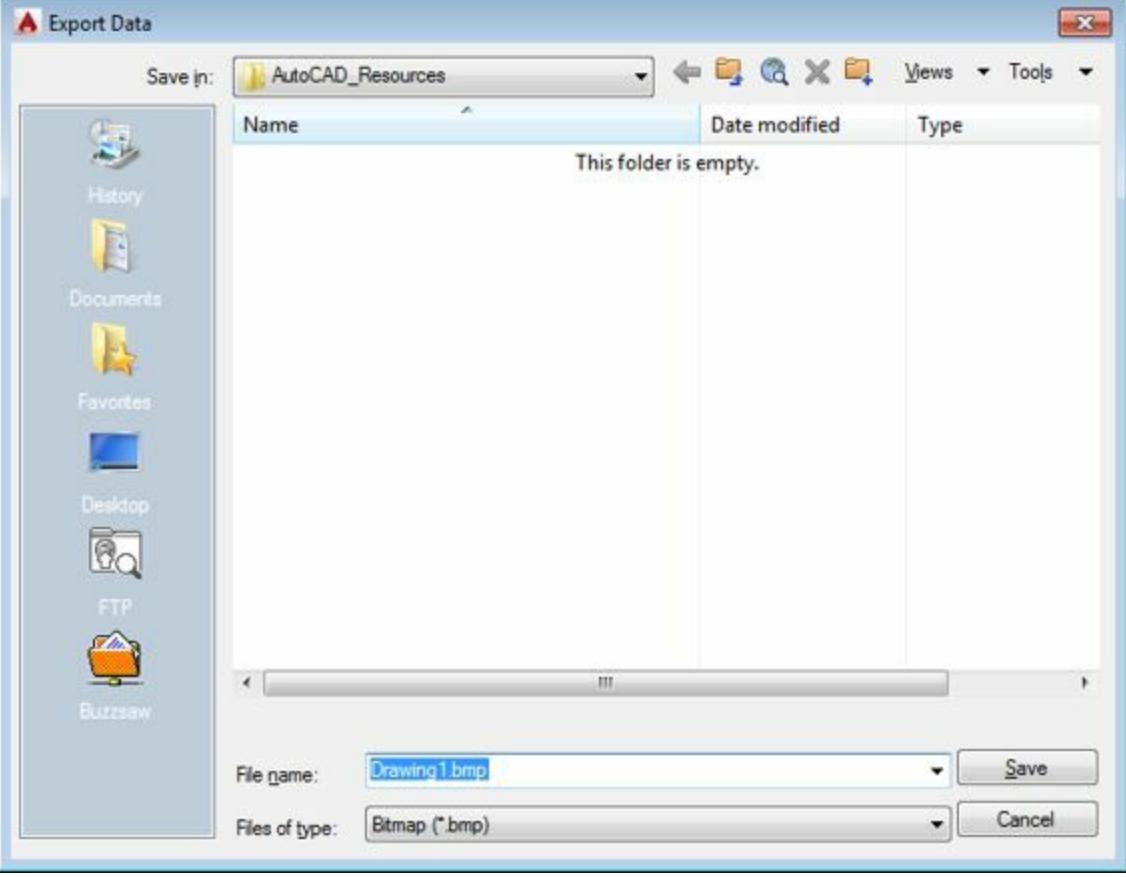 Export Data
Save in: AutoCAD_Resources Views Tools
Name Date modified Type
This folder is empty.
History
Documents
Favorites
Desktop
FTP
Buzzsaw
File name: Drawing1.bmp Save
Files of type: Bitmap (*.bmp) Cancel